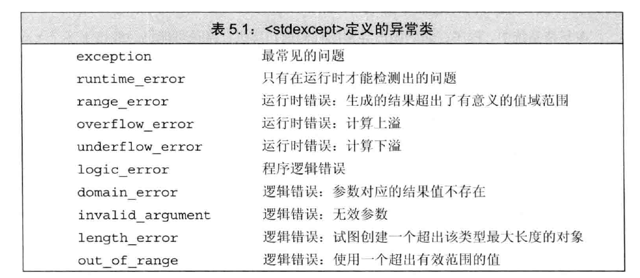 表 5.1：<stdexcept>定义的异常类
exception 最常见的问题
runtime_error 只有在运行时才能检测出的问题
range_error 运行时错误：生成的结果超出了有意义的值域范围
overflow_error 运行时错误：计算上溢
underflow_error 运行时错误：计算下溢
logic_error 程序逻辑错误
domain_error 逻辑错误：参数对应的结果值不存在
invalid_argument 逻辑错误：无效参数
length_error 逻辑错误：试图创建一个超出该类型最大长度的对象
out_of_range 逻辑错误：使用一个超出有效范围的值